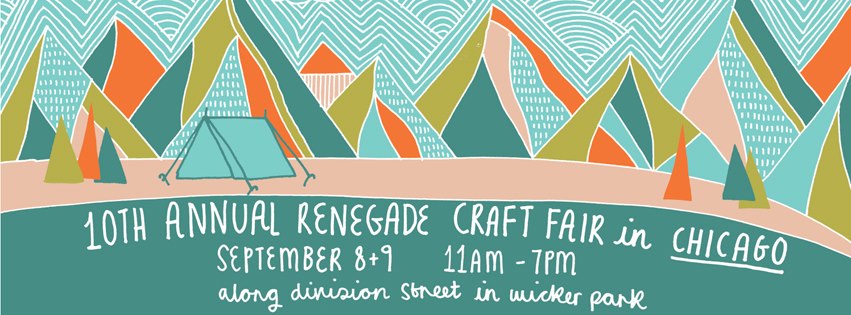 10TH ANNUAL RENEGADE CRAFT FAIR in CHICAGO
SEPTEMBER 8+9 11AM - 7PM
along division street in wicker park